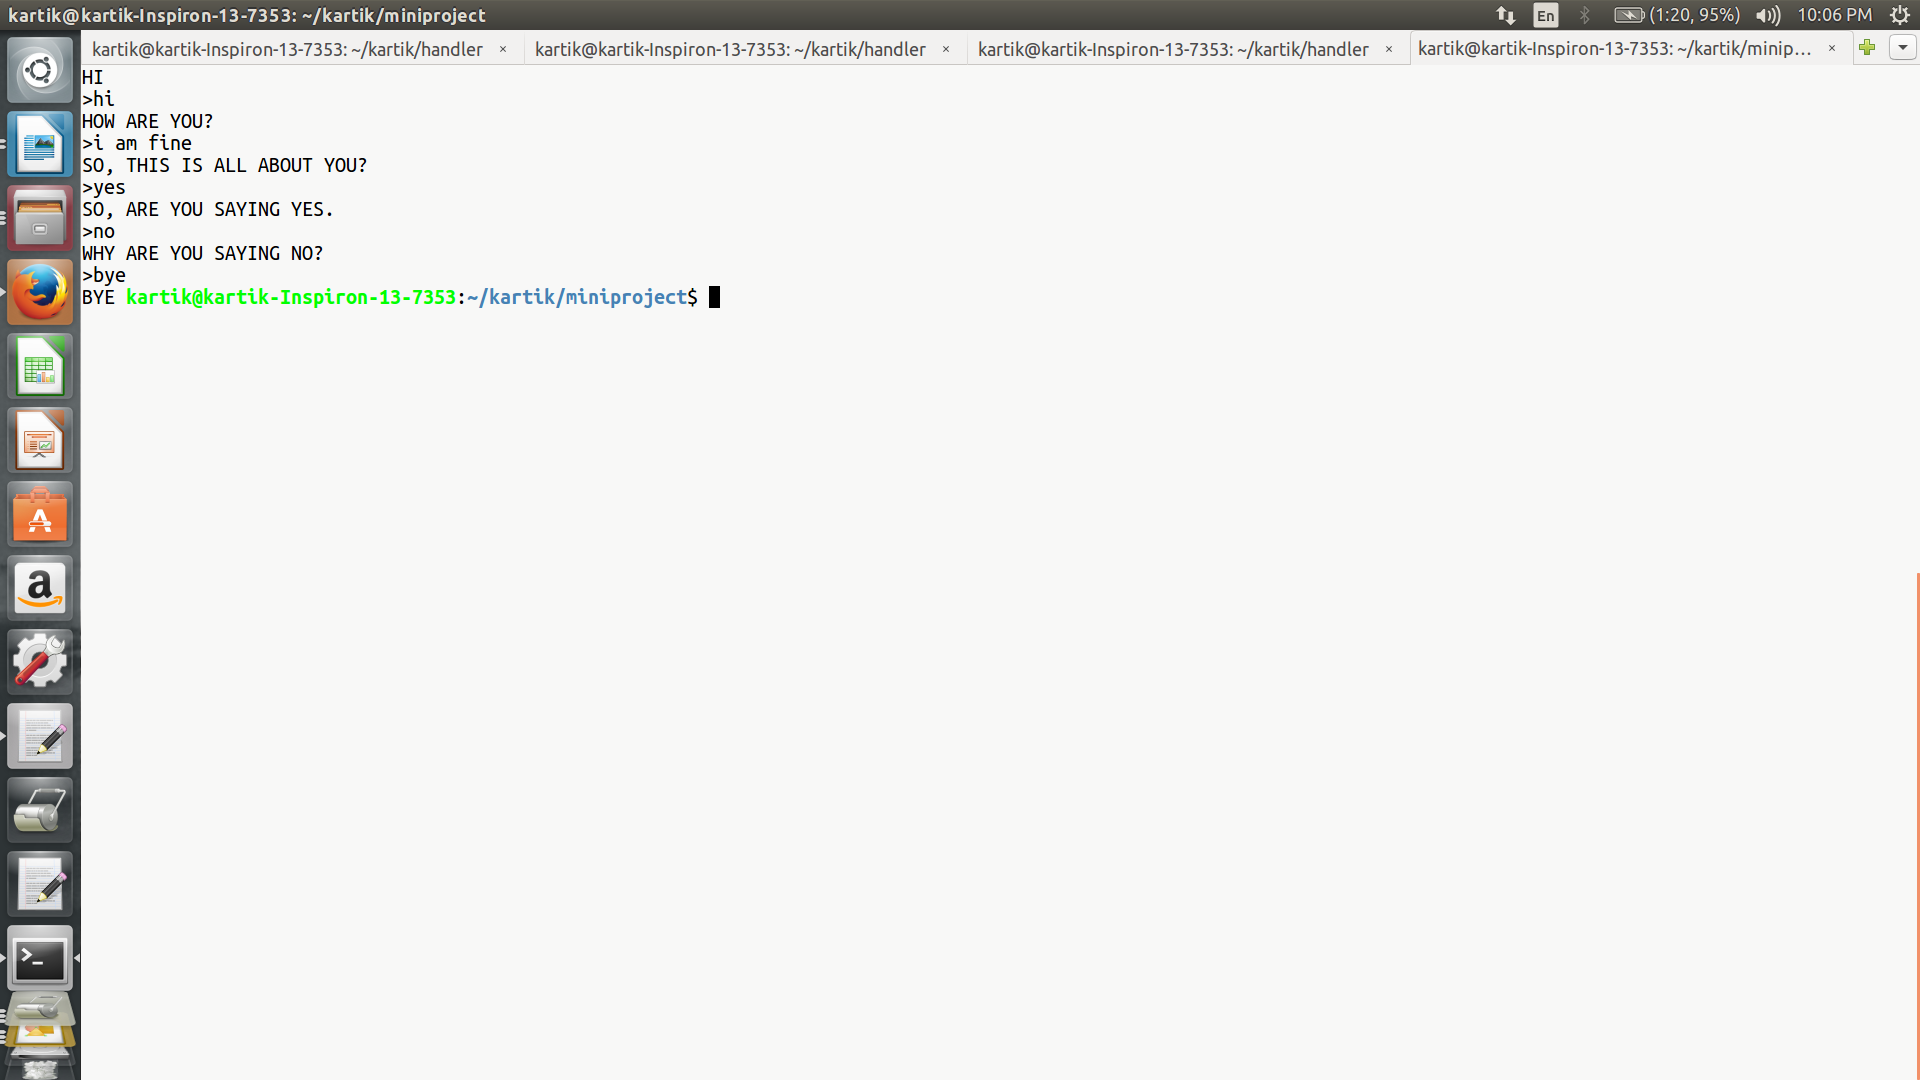 kartik@kartik-Inspiron-13-7353: ~/kartik/miniproject
En
(1:20, 95%)
10:06 PM
kartik@kartik-Inspiron-13-7353: ~/kartik/handler × kartik@kartik-Inspiron-13-7353: ~/kartik/handler × kartik@kartik-Inspiron-13-7353: ~/kartik/handler × kartik@kartik-Inspiron-13-7353: ~/kartik/minip... ×
HI
>hi
HOW ARE YOU?
>i am fine
SO, THIS IS ALL ABOUT YOU?
>yes
SO, ARE YOU SAYING YES.
>no
WHY ARE YOU SAYING NO?
>bye
BYE kartik@kartik-Inspiron-13-7353:~/kartik/miniproject$